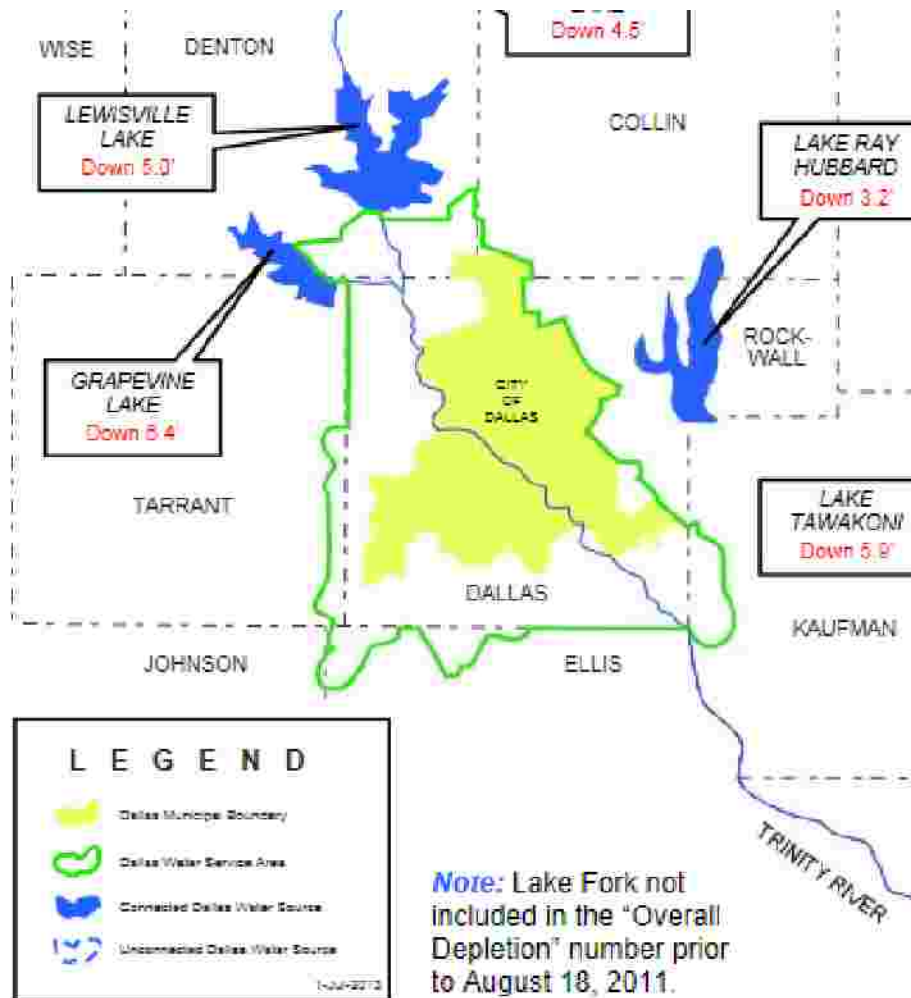 WISE
DENTON
Down 4.5'
LEWISVILLE
LAKE
Down 5.0'
COLLIN
LAKE RAY
HUBBARD
Down 3.2'
ROCK-
WALL
GRAPEVINE
LAKE
Down
CITY
OF
DALLAS
TARRANT
LAKE
TAWAKONI
Down 5.9'
DALLAS
KAUFMAN
JOHNSON
ELLIS
LEGEND
Dallas Municipal Boundary
Dallas Water Service Area
Connected Dallas Water Source
Unconnected Dallas Water Source
TRINITY RIVER
Note: Lake Fork not
included in the “Overall
Depletion” number prior
to August 18, 2011.